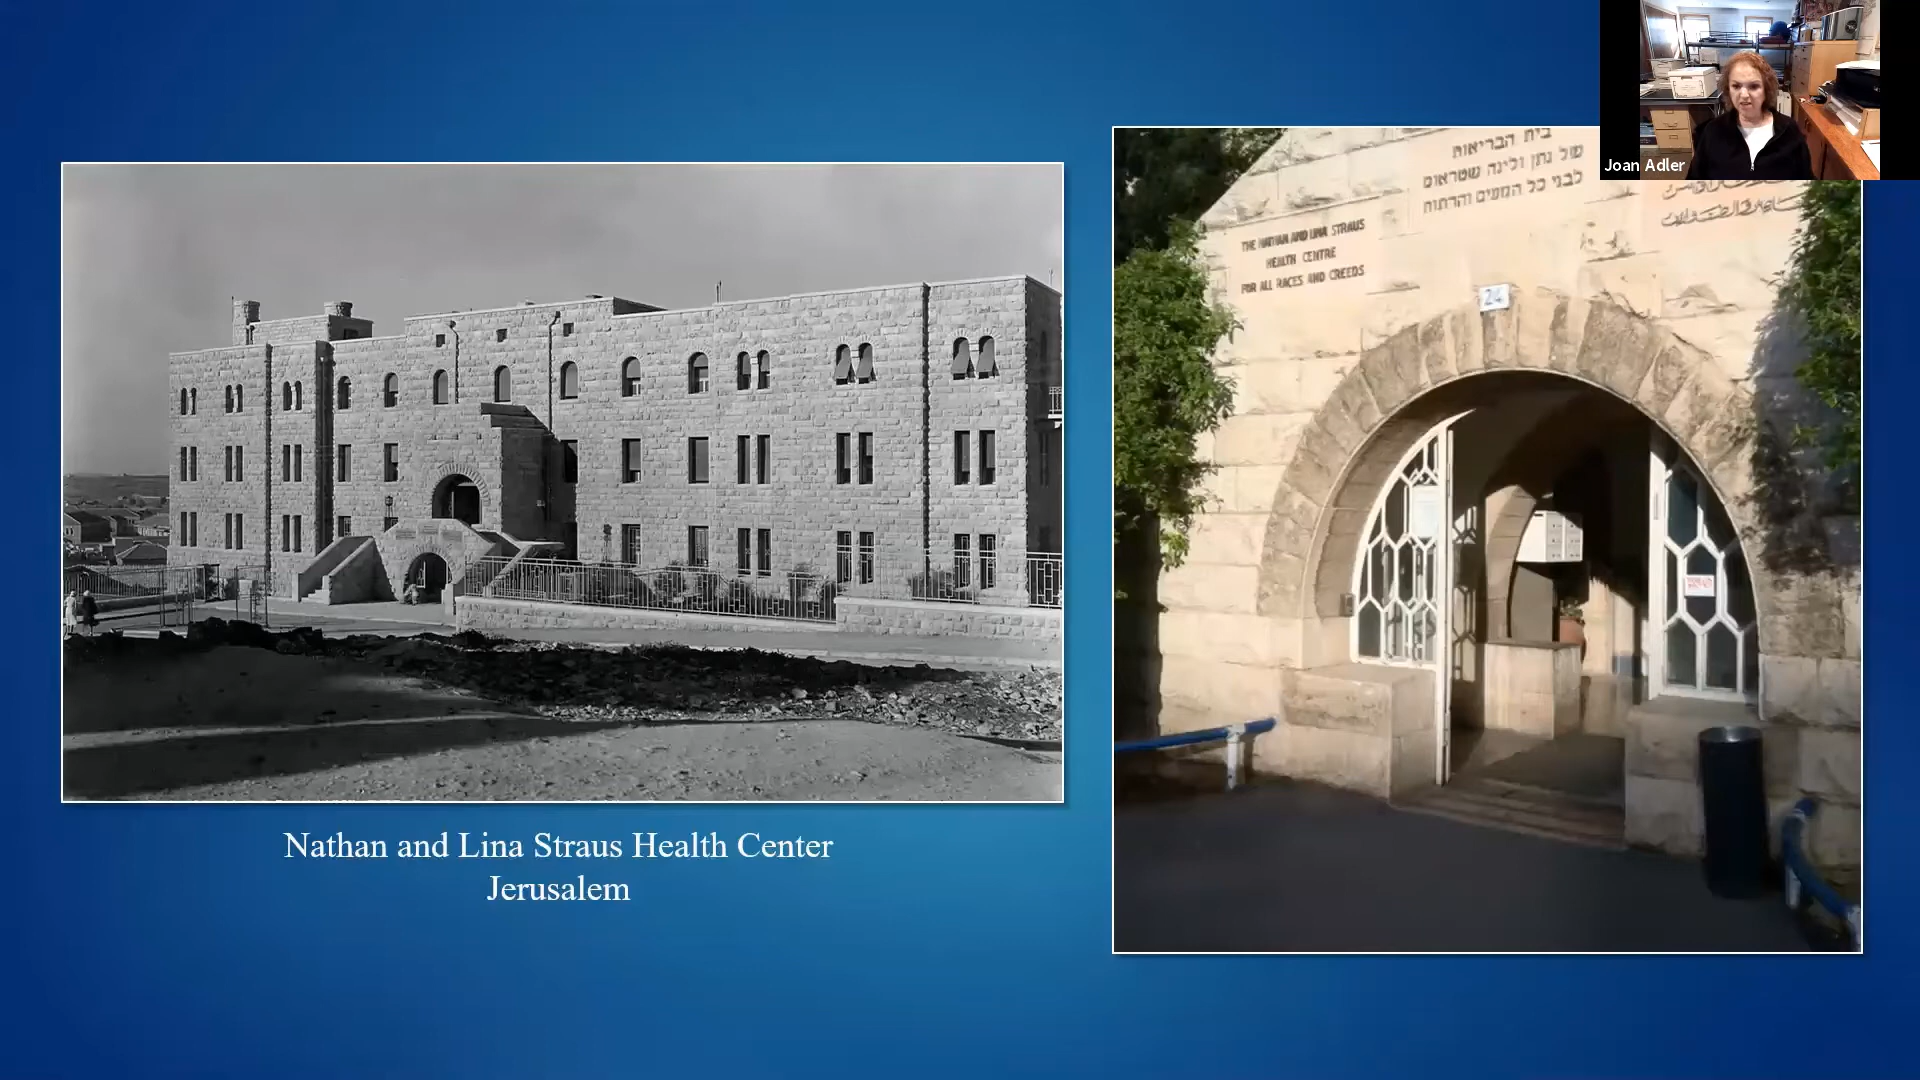 Joan Adler
בית הבריאות
של נתן ולינה שטראוס
לבני כל הגזעים והדתות
THE NATHAN AND LINA STRAUS
HEALTH CENTRE
FOR ALL RACES AND CREEDS
24
Nathan and Lina Straus Health Center
Jerusalem